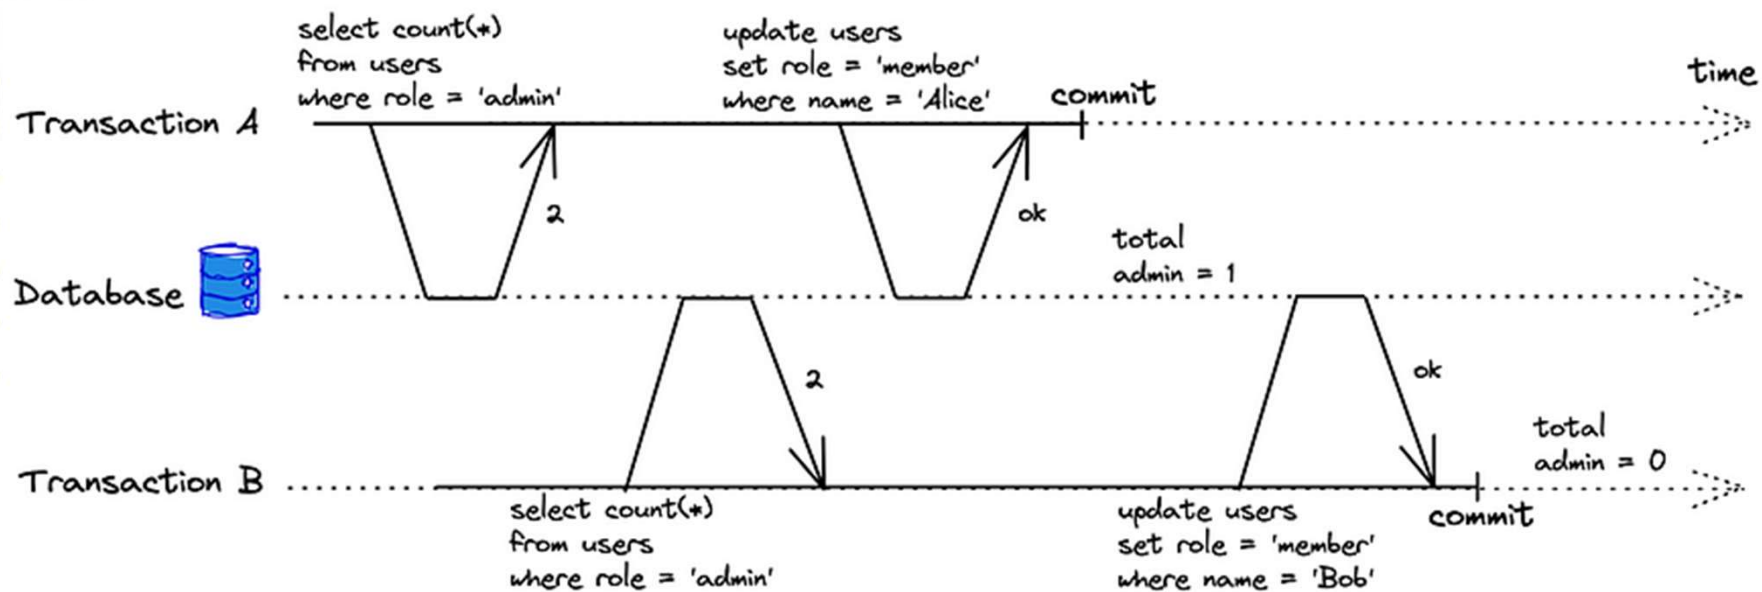 select count(*)
from users
where role = 'admin'
update users
set role = 'member'
where name = 'Alice'
commit
time
Transaction A
2
ok
total
admin = 1
Database
2
ok
total
admin = 0
Transaction B
select count(*)
from users
where role = 'admin'
update users
set role = 'member'
where name = 'Bob'
commit